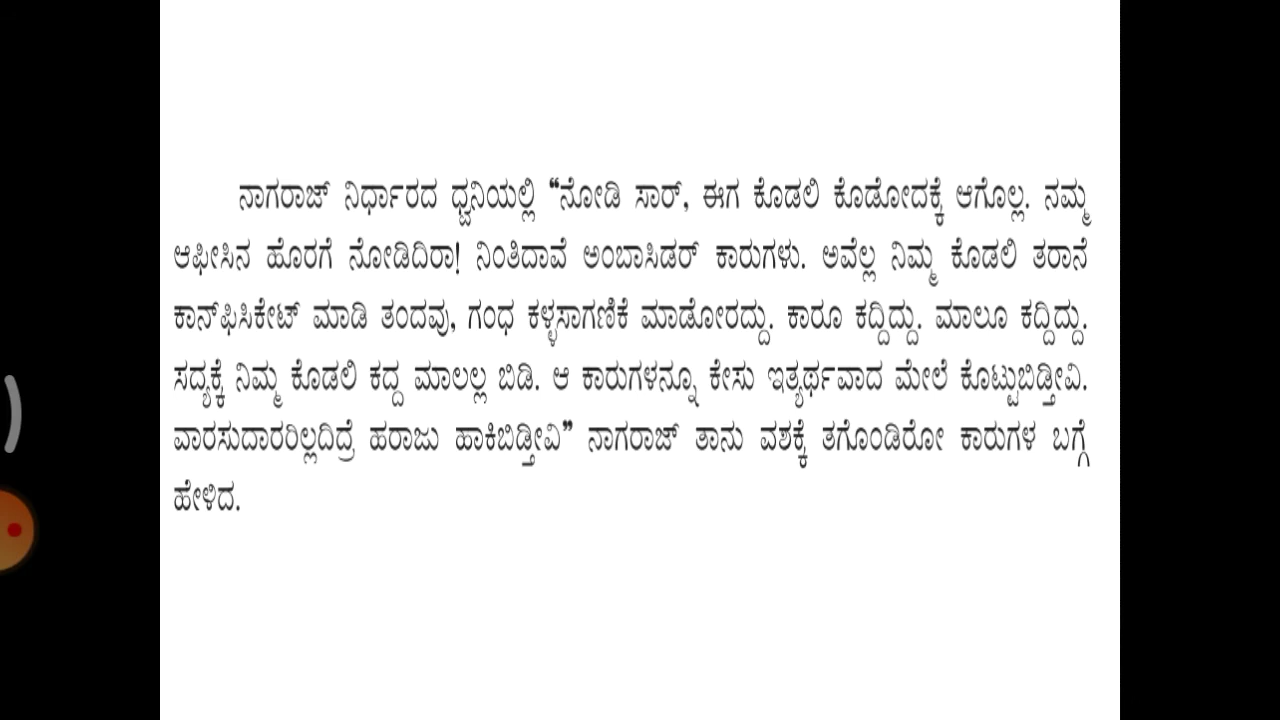 ನಾಗರಾಜ್ ನಿರ್ಧಾರದ ಧ್ವನಿಯಲ್ಲಿ “ನೋಡಿ ಸಾರ್, ಈಗ ಕೊಡಲಿ ಕೊಡೋದಕ್ಕೆ ಆಗೊಲ್ಲ. ನಮ್ಮ
ಆಫೀಸಿನ ಹೊರಗೆ ನೋಡಿದಿರಾ! ನಿಂತಿದಾವೆ ಅಂಬಾಸಿಡರ್ ಕಾರುಗಳು. ಅವೆಲ್ಲ ನಿಮ್ಮ ಕೊಡಲಿ ತರಾನೆ
ಕಾನ್‌ಫಿಸಿಕೇಟ್ ಮಾಡಿ ತಂದವು, ಗಂಧ ಕಳ್ಳಸಾಗಣಿಕೆ ಮಾಡೋರದ್ದು. ಕಾರೂ ಕದ್ದಿದ್ದು. ಮಾಲೂ ಕದ್ದಿದ್ದು.
ಸದ್ಯಕ್ಕೆ ನಿಮ್ಮ ಕೊಡಲಿ ಕದ್ದ ಮಾಲಲ್ಲ ಬಿಡಿ. ಆ ಕಾರುಗಳನ್ನೂ ಕೇಸು ಇತ್ಯರ್ಥವಾದ ಮೇಲೆ ಕೊಟ್ಟುಬಿಡ್ತೀವಿ.
ವಾರಸುದಾರರಿಲ್ಲದಿದ್ರೆ ಹರಾಜು ಹಾಕಿಬಿಡ್ತೀವಿ” ನಾಗರಾಜ್ ತಾನು ವಶಕ್ಕೆ ತಗೊಂಡಿರೋ ಕಾರುಗಳ ಬಗ್ಗೆ
ಹೇಳಿದ.